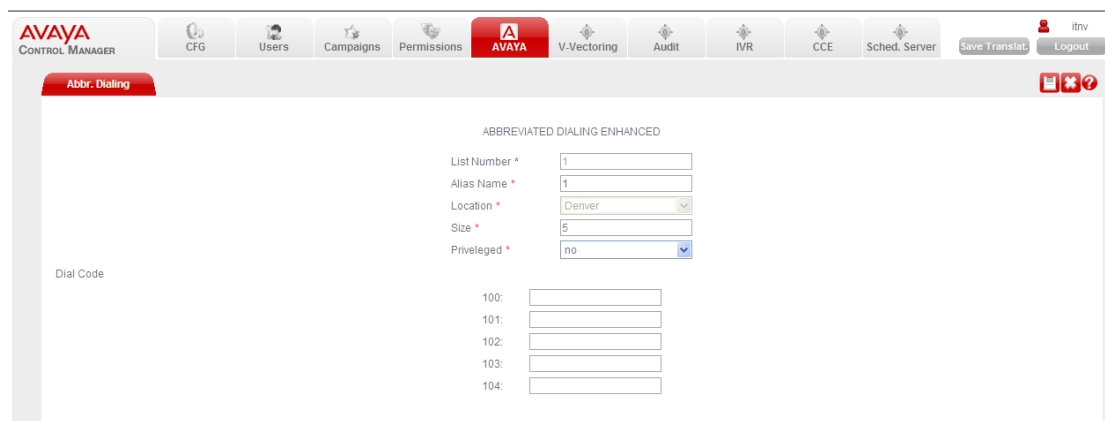 AVAYA
CONTROL MANAGER
CFG
Users
Campaigns
Permissions
A
AVAYA
V-Vectoring
Audit
IVR
CCE
Sched. Server
itnv
Save Translat.
Logout
Abbr. Dialing
?
ABBREVIATED DIALING ENHANCED
List Number * 1
Alias Name * 1
Location * Denver
Size * 5
Priveleged * no
Dial Code
100:
101:
102:
103:
104: